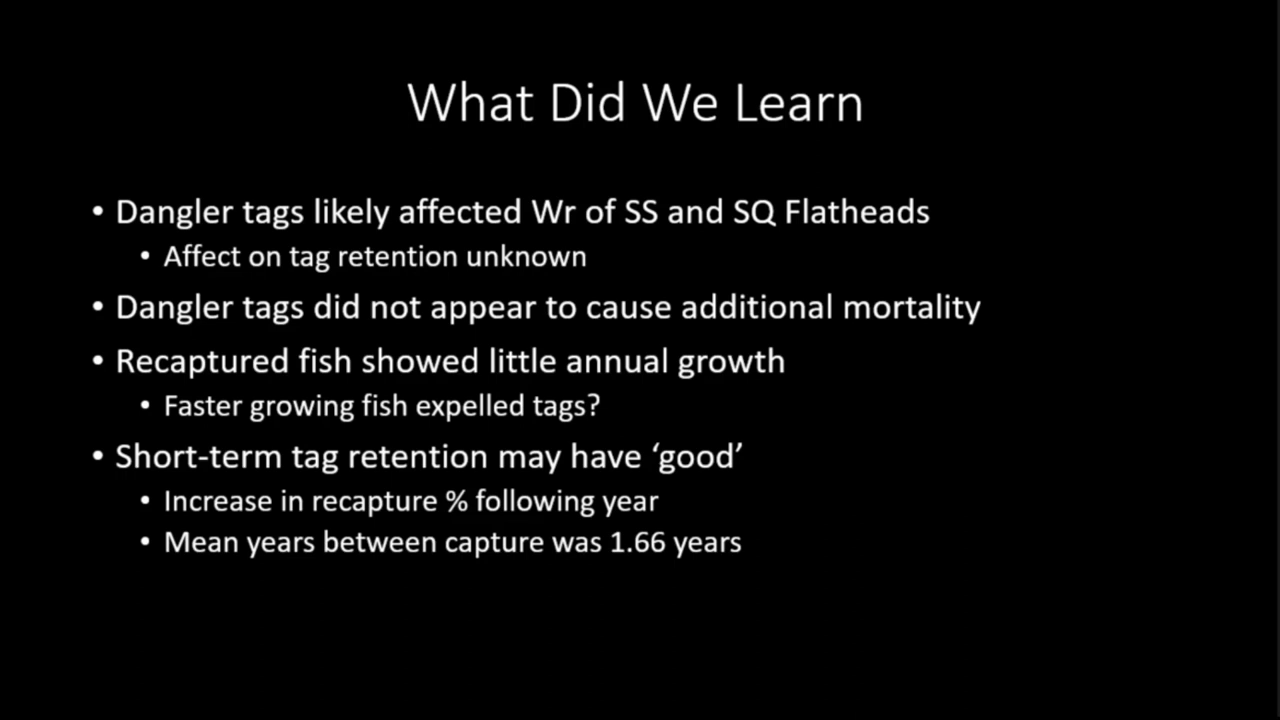 What Did We Learn
• Dangler tags likely affected Wr of SS and SQ Flatheads
• Affect on tag retention unknown
• Dangler tags did not appear to cause additional mortality
• Recaptured fish showed little annual growth
• Faster growing fish expelled tags?
• Short-term tag retention may have ‘good’
• Increase in recapture % following year
• Mean years between capture was 1.66 years